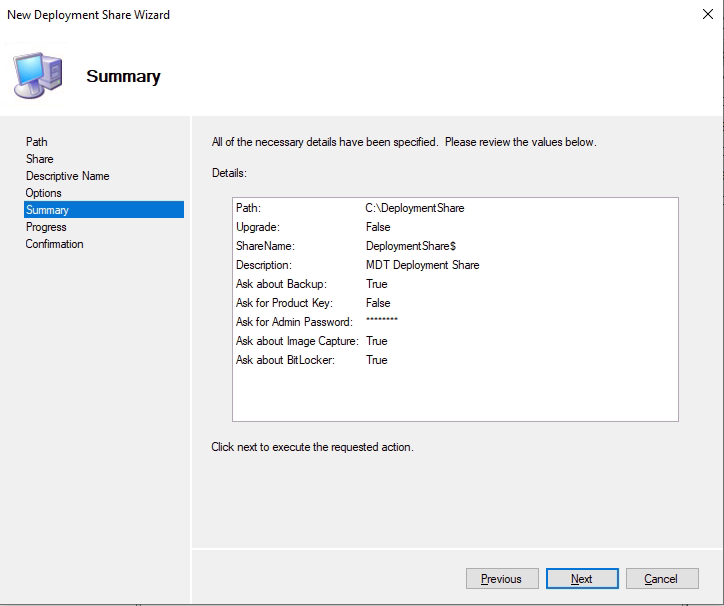 New Deployment Share Wizard
Summary
Path
Share
Descriptive Name
Options
Summary
Progress
Confirmation
All of the necessary details have been specified.  Please review the values below.
Details:
Path: C:\DeploymentShare
Upgrade: False
ShareName: DeploymentShare$
Description: MDT Deployment Share
Ask about Backup: True
Ask for Product Key: False
Ask for Admin Password: ********
Ask about Image Capture: True
Ask about BitLocker: True
Click next to execute the requested action.
Previous Next Cancel